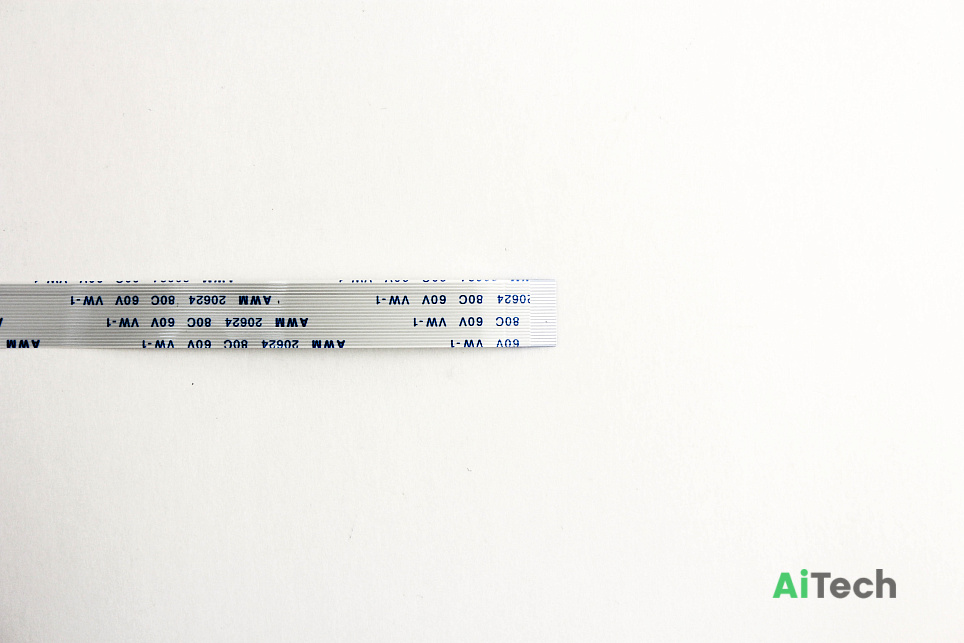 60V VW-1 AWM 20624 80C 60V VW-1 AWM
80C 60V VW-1 AWM 20624 80C 60V VW-1
20624 80C 60V VW-1 AWM 20624 80C 60V VW-1
AiTech